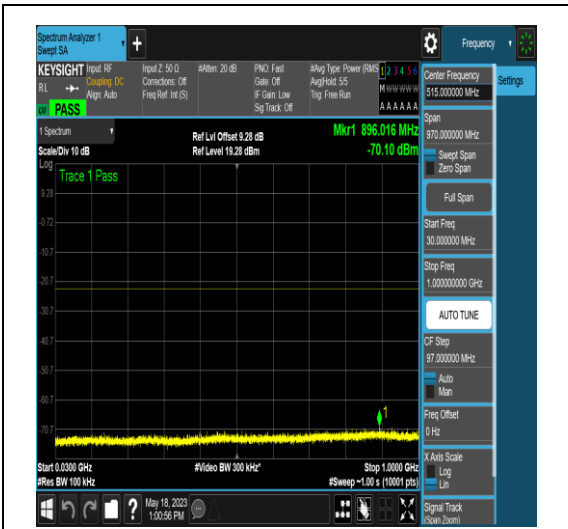 Spectrum Analyzer 1
Swept SA
Frequency
KEYSIGHT
RL
PASS
Input: RF
Coupling: DC
Align: Auto
Input Z: 50 Ω
Corrections: Off
Freq Ref: Int (S)
#Atten: 20 dB
PNO: Fast
Gate: Off
IF Gain: Low
Sig Track: Off
#Avg Type: Power (RMS
Avg|Hold: 5/5
Trig: Free Run
1 2 3 4 5 6
M W W W W W
A A A A A A
Center Frequency
515.000000 MHz
Settings
Span
970.000000 MHz
Swept Span
Zero Span
Full Span
Start Freq
30.000000 MHz
Stop Freq
1.000000000 GHz
AUTO TUNE
CF Step
97.000000 MHz
Auto
Man
Freq Offset
0 Hz
X Axis Scale
Log
Lin
Signal Track
(Span Zoom)
1 Spectrum
Scale/Div 10 dB
Ref Lvl Offset 9.28 dB
Ref Level 19.28 dBm
Mkr1 896.016 MHz
-70.10 dBm
Log
Trace 1 Pass
9.28
-0.72
-10.7
-20.7
-30.7
-40.7
-50.7
-60.7
-70.7
1
Start 0.0300 GHz
#Res BW 100 kHz
#Video BW 300 kHz*
Stop 1.0000 GHz
#Sweep ~1.00 s (10001 pts)
?
May 18, 2023
1:00:56 PM